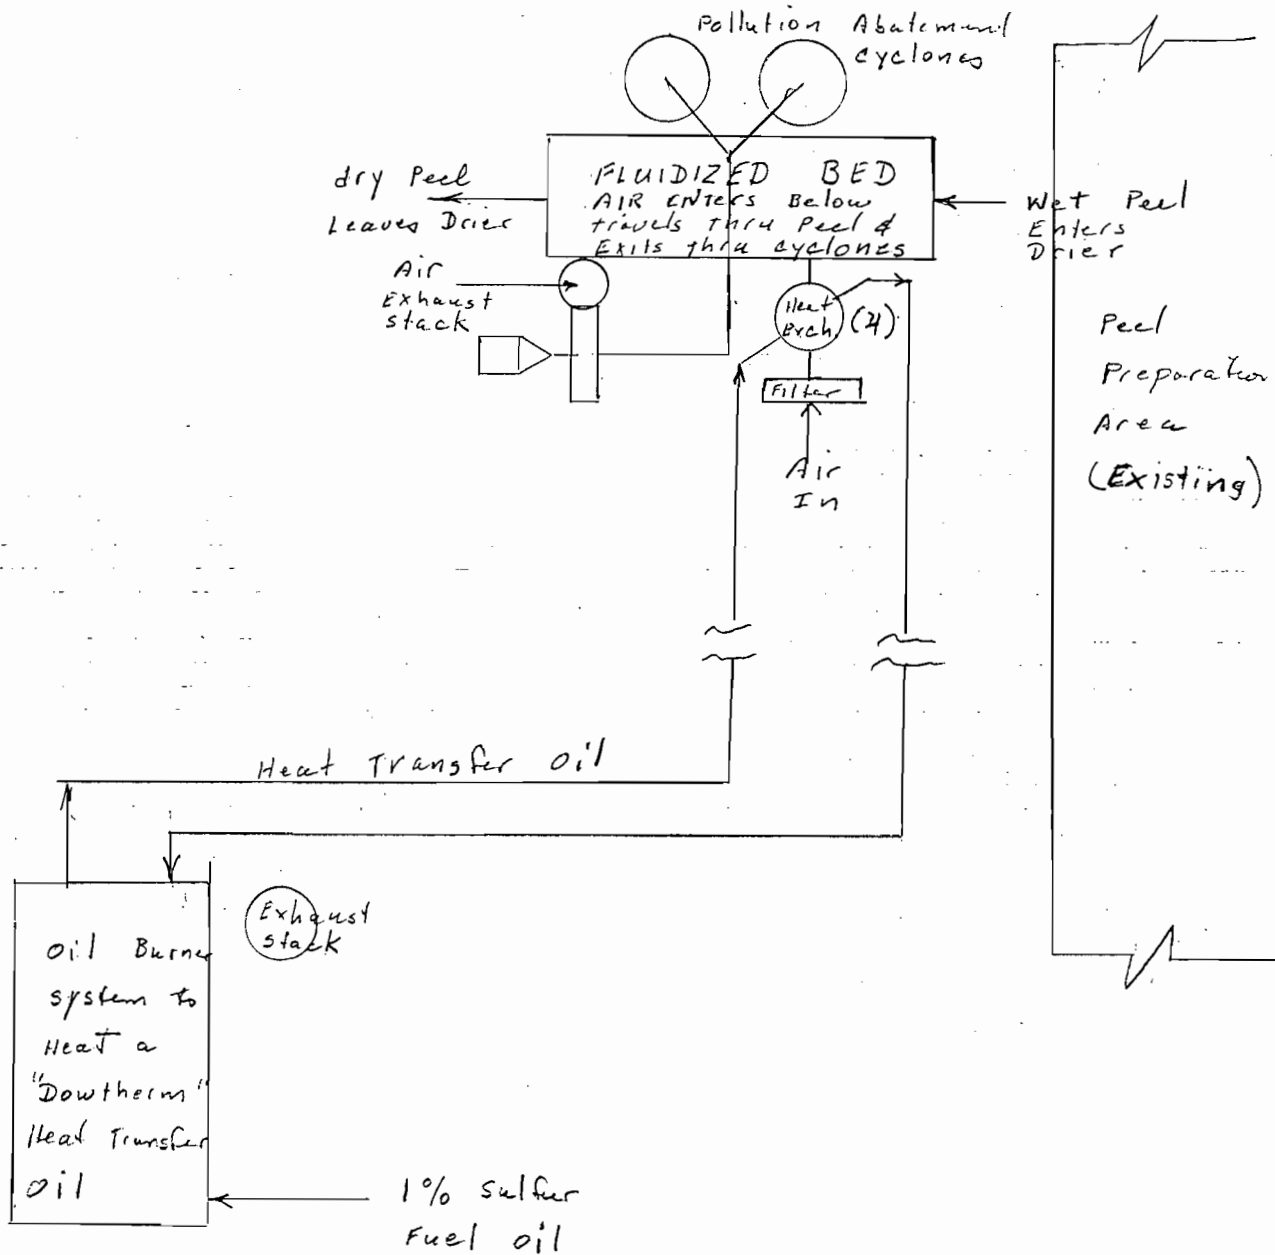 Pollution Abatement
cyclones
FLUIDIZED BED
AIR ENTERS Below
travels thru Peel &
Exits thru cyclones
dry Peel
Leaves Drier
Wet Peel
Enters
Drier
Air
Exhaust
stack
Heat
Exch.
(4)
Filter
Air
In
Peel
Preparation
Area
(Existing)
Heat Transfer oil
Exhaust
stack
oil Burner
system to
Heat a
"Dowtherm"
Heat Transfer
oil
1% sulfur
Fuel oil